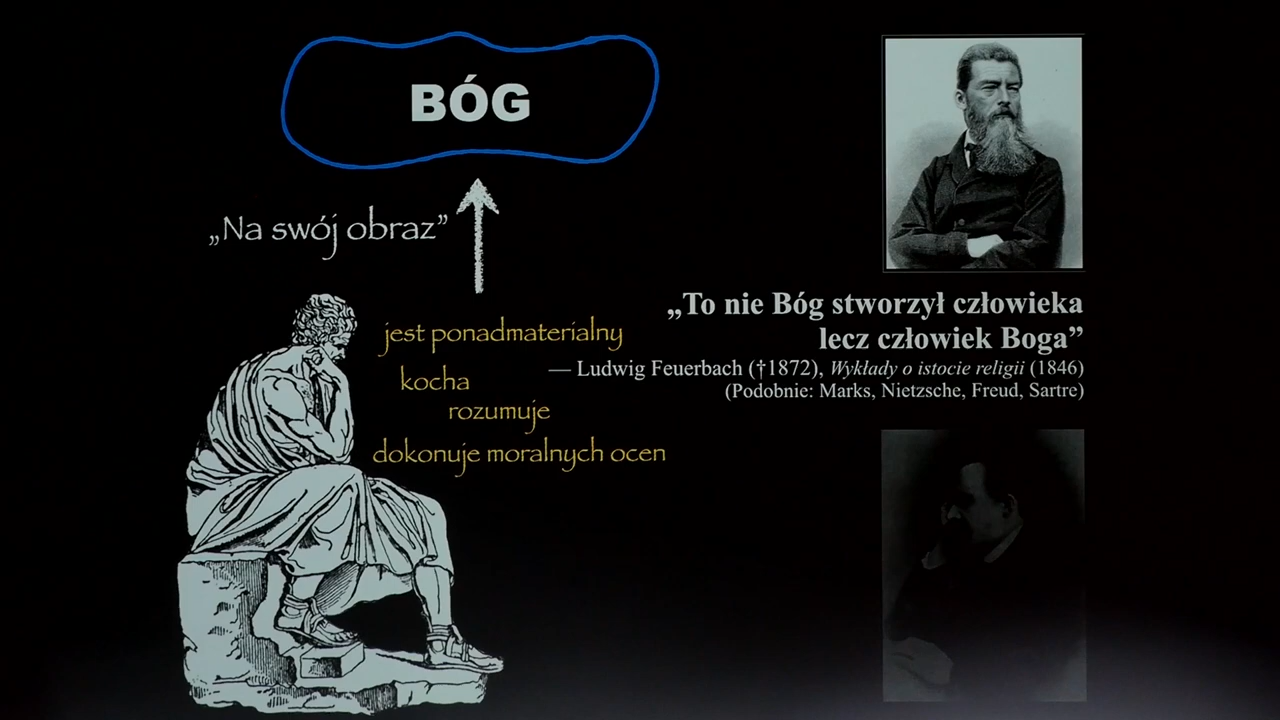 BÓG
„Na swój obraz”
jest ponadmaterialny
kocha
rozumuje
dokonuje moralnych ocen
„To nie Bóg stworzył człowieka
lecz człowiek Boga”
— Ludwig Feuerbach (†1872), Wykłady o istocie religii (1846)
(Podobnie: Marks, Nietzsche, Freud, Sartre)